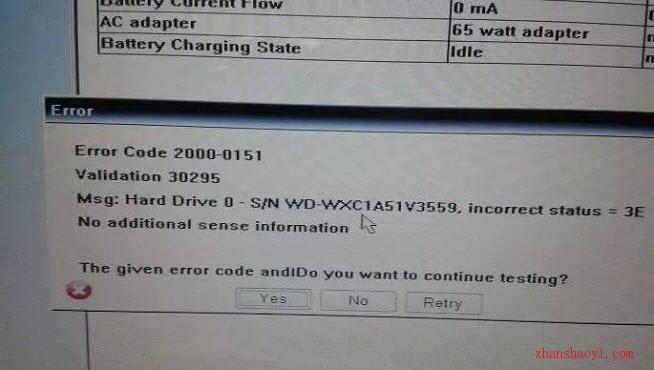 Battery Current Flow
0 mA
AC adapter
65 watt adapter
Battery Charging State
Idle
Error
Error Code 2000-0151
Validation 30295
Msg: Hard Drive 0 - S/N WD-WXC1A51V3559, incorrect status = 3E
No additional sense information
The given error code andIDo you want to continue testing?
Yes
No
Retry
zhanshaoyi.com